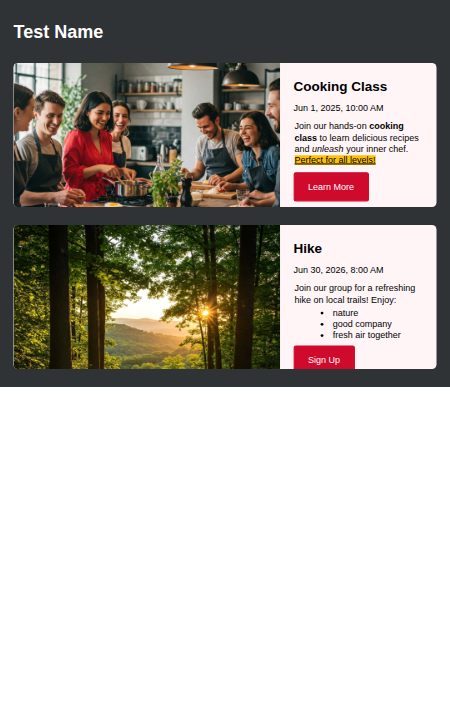 Test Name
Cooking Class
Jun 1, 2025, 10:00 AM
Join our hands-on cooking
class to learn delicious recipes
and unleash your inner chef.
Perfect for all levels!
Learn More
Hike
Jun 30, 2026, 8:00 AM
Join our group for a refreshing
hike on local trails! Enjoy:
• nature
• good company
• fresh air together
Sign Up